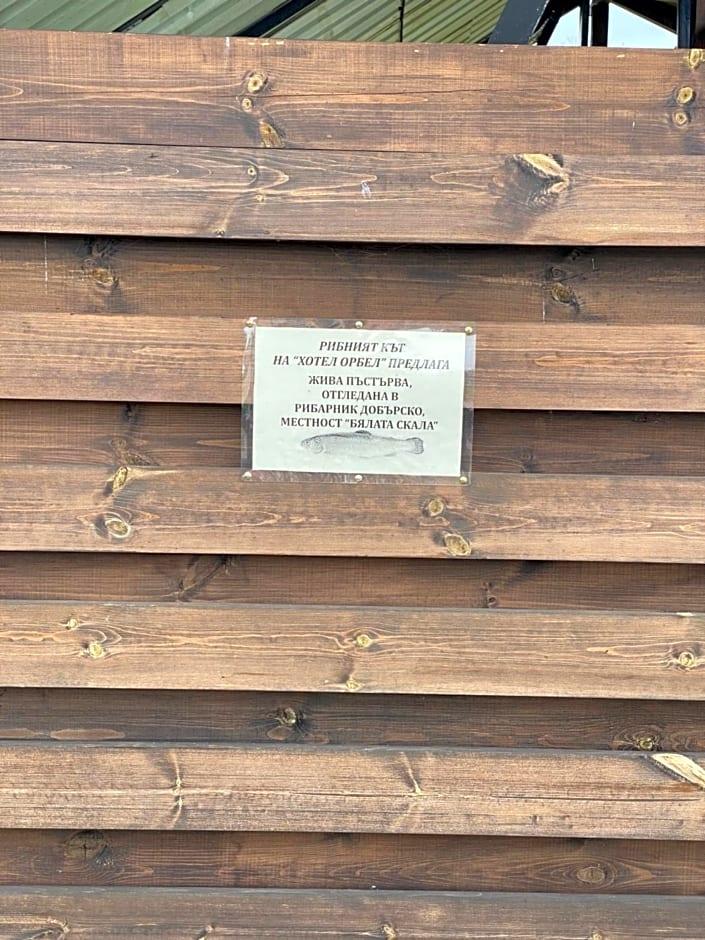 РИБНИЯТ КЪТ
НА "ХОТЕЛ ОРБЕЛ" ПРЕДЛАГА
ЖИВА ПЪСТЪРВА,
ОТГЛЕДАНА В
РИБАРНИК ДОБЪРСКО,
МЕСТНОСТ "БЯЛАТА СКАЛА"